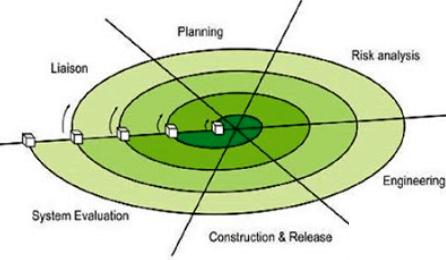 Planning
Risk analysis
Liaison
Engineering
System Evaluation
Construction & Release